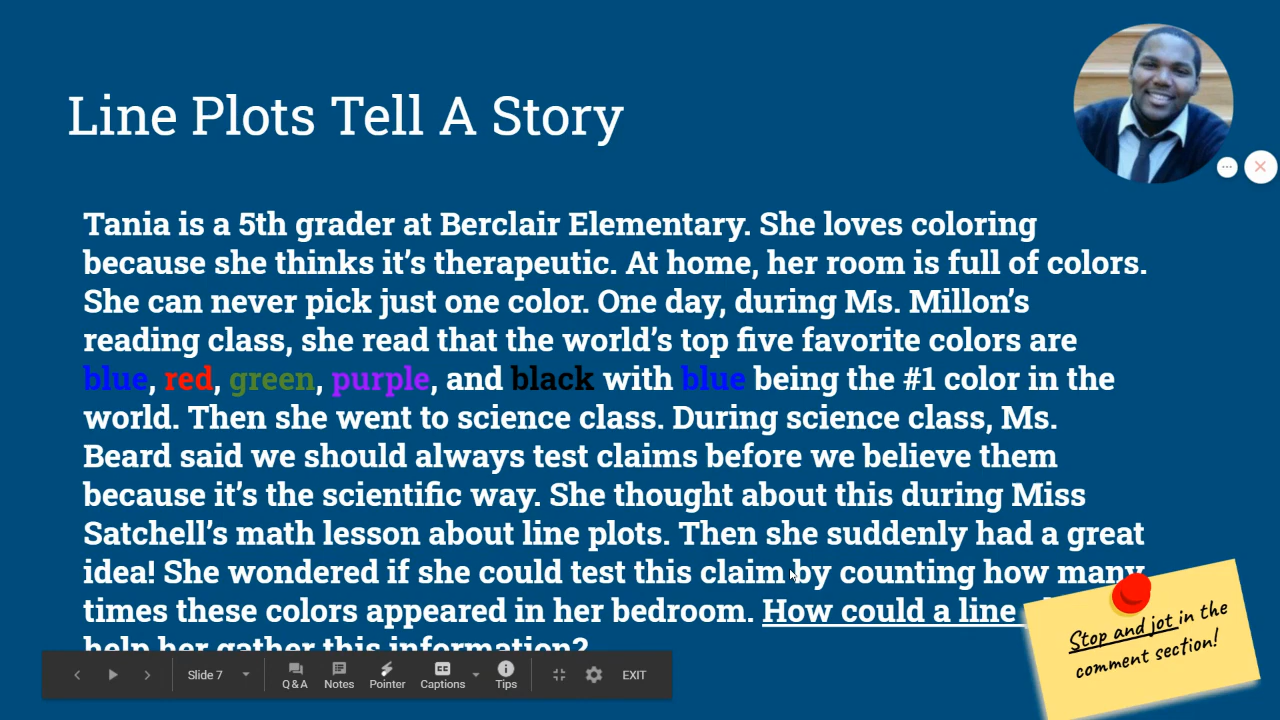 Line Plots Tell A Story
Tania is a 5th grader at Berclair Elementary. She loves coloring
because she thinks it’s therapeutic. At home, her room is full of colors.
She can never pick just one color. One day, during Ms. Millon’s
reading class, she read that the world’s top five favorite colors are
blue, red, green, purple, and black with blue being the #1 color in the
world. Then she went to science class. During science class, Ms.
Beard said we should always test claims before we believe them
because it’s the scientific way. She thought about this during Miss
Satchell’s math lesson about line plots. Then she suddenly had a great
idea! She wondered if she could test this claim by counting how many
times these colors appeared in her bedroom. How could a line
help her gather this information?
Stop and jot in the
comment section!
Slide 7
Q&A
Notes
Pointer
Captions
Tips
EXIT